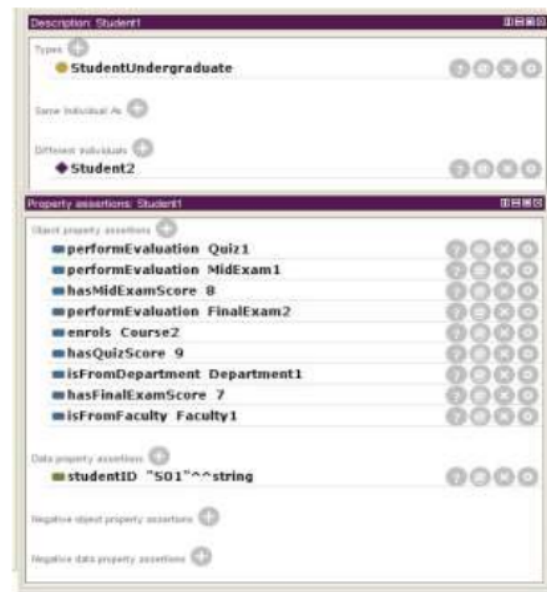 Description: Student1
Types
StudentUndergraduate
Same Individual As
Different individuals
Student2
Property assertions: Student1
Object property assertions
performEvaluation Quiz1
performEvaluation MidExam1
hasMidExamScore 8
performEvaluation FinalExam2
enrols Course2
hasQuizScore 9
isFromDepartment Department1
hasFinalExamScore 7
isFromFaculty Faculty1
Data property assertions
studentID "S01"^^string
Negative object property assertions
Negative data property assertions